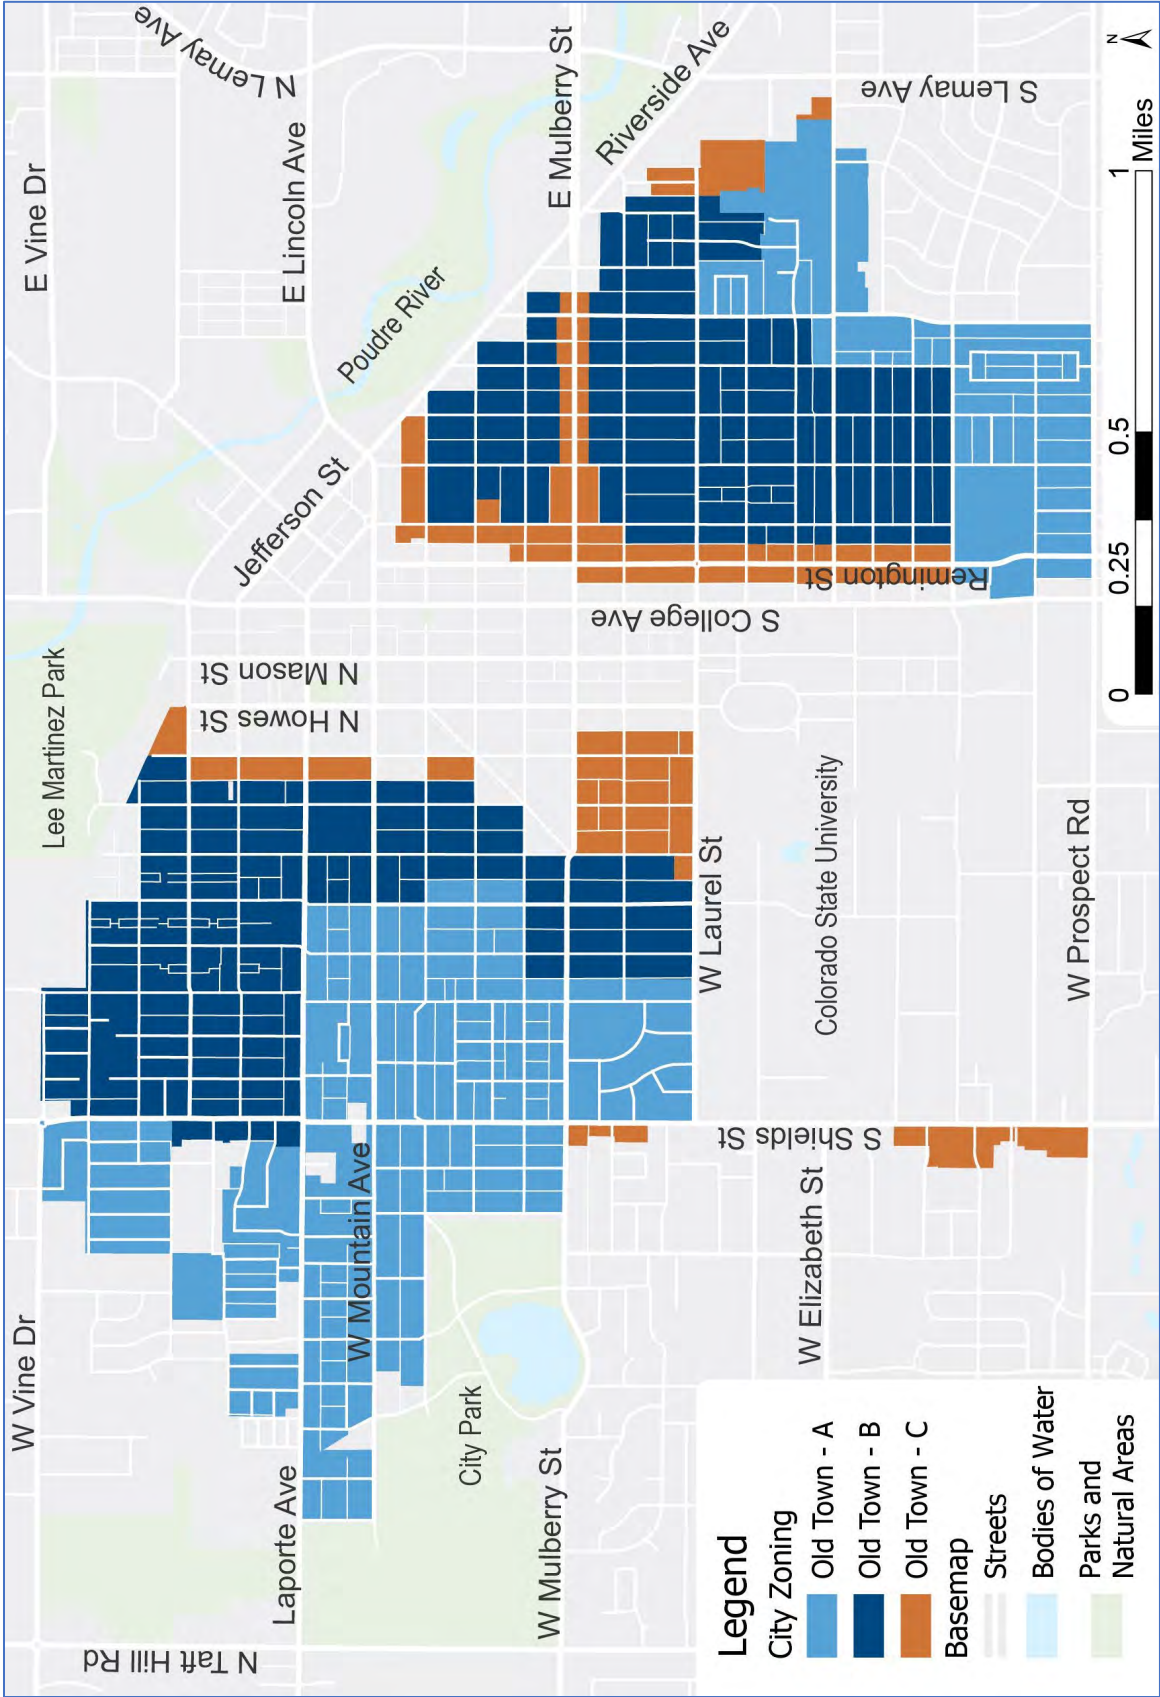 W Vine Dr
E Vine Dr
N Lemay Ave
Lee Martinez Park
E Lincoln Ave
Poudre River
Jefferson St
N Taft Hill Rd
Laporte Ave
N Howes St
N Mason St
W Mountain Ave
City Park
W Mulberry St
E Mulberry St
Riverside Ave
S College Ave
W Laurel St
S Shields St
W Elizabeth St
Colorado State University
Remington St
S Lemay Ave
W Prospect Rd
Legend
City Zoning
Old Town - A
Old Town - B
Old Town - C
Basemap
Streets
Bodies of Water
Parks and
Natural Areas
0 0.25 0.5 1
Miles
N